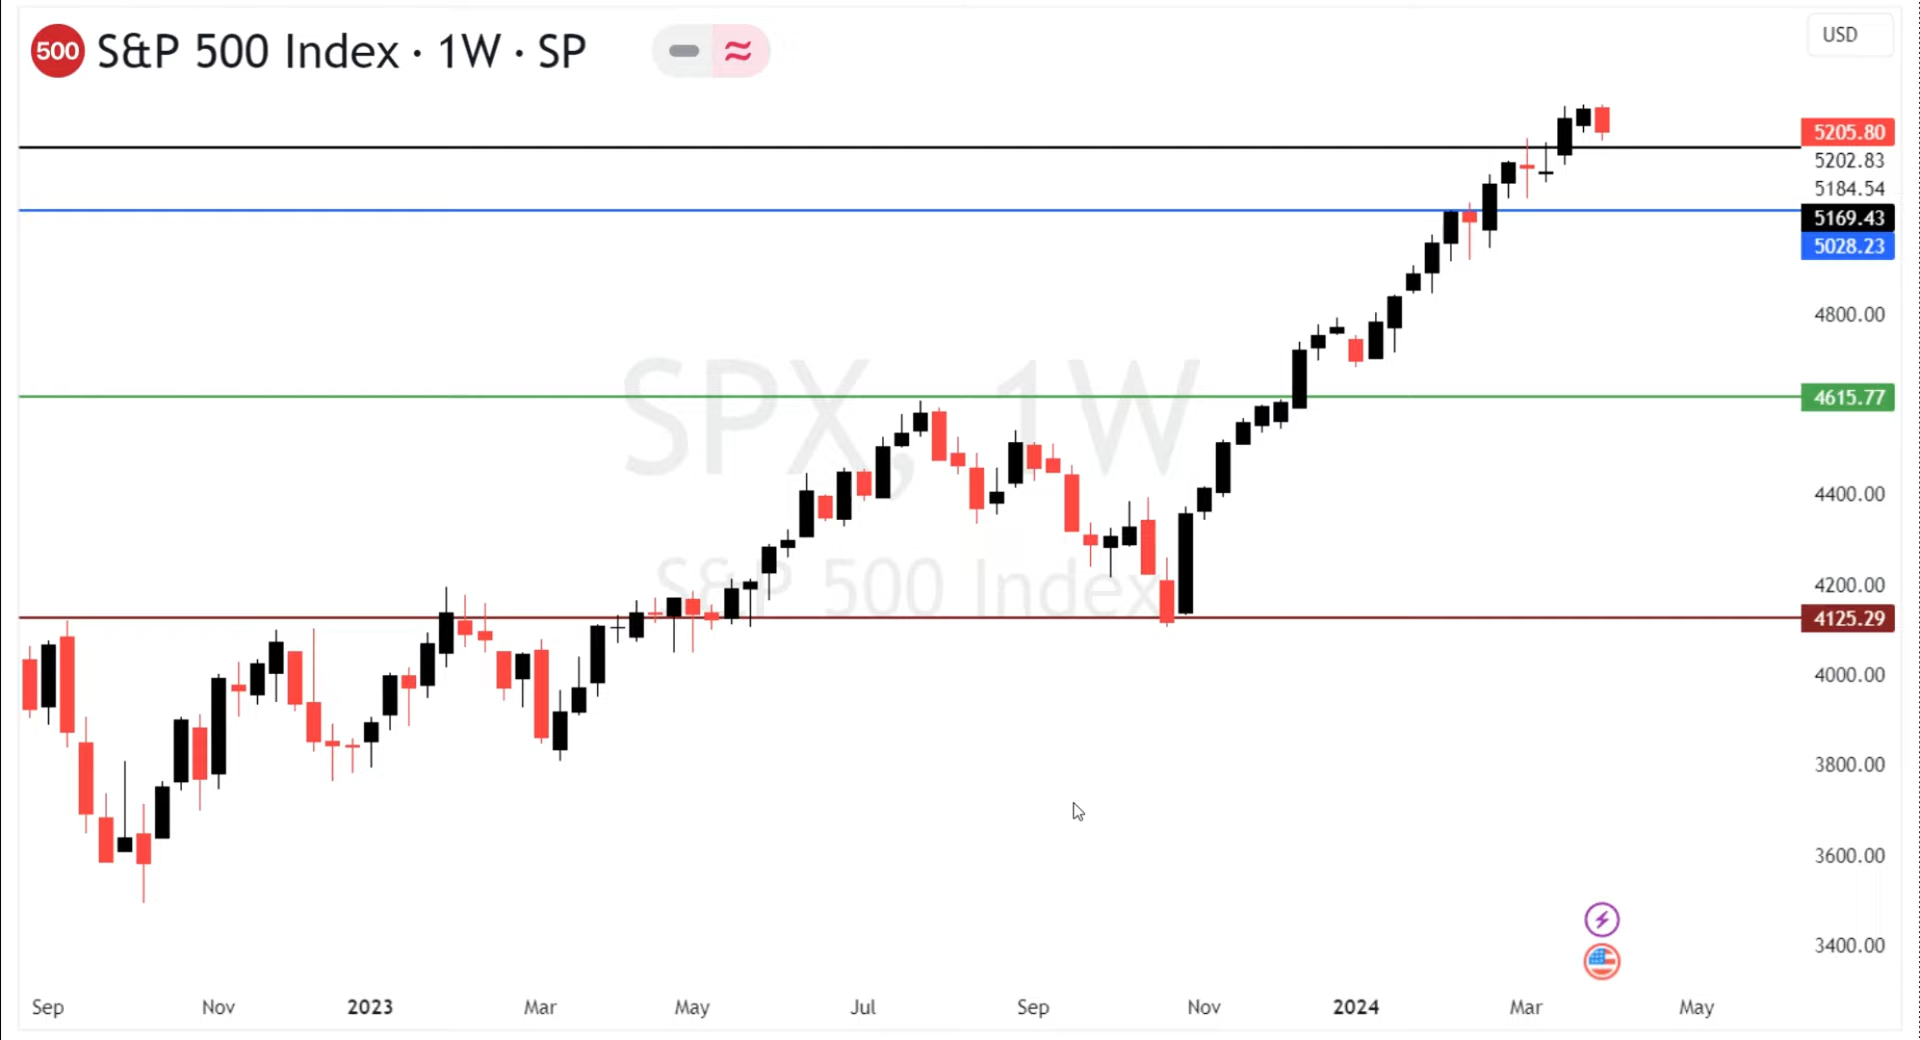 500 S&P 500 Index · 1W · SP
USD
5205.80
5202.83
5184.54
5169.43
5028.23
4800.00
SPX, 1W
4615.77
4400.00
S&P 500 Index
4200.00
4125.29
4000.00
3800.00
3600.00
3400.00
Sep Nov 2023 Mar May Jul Sep Nov 2024 Mar May